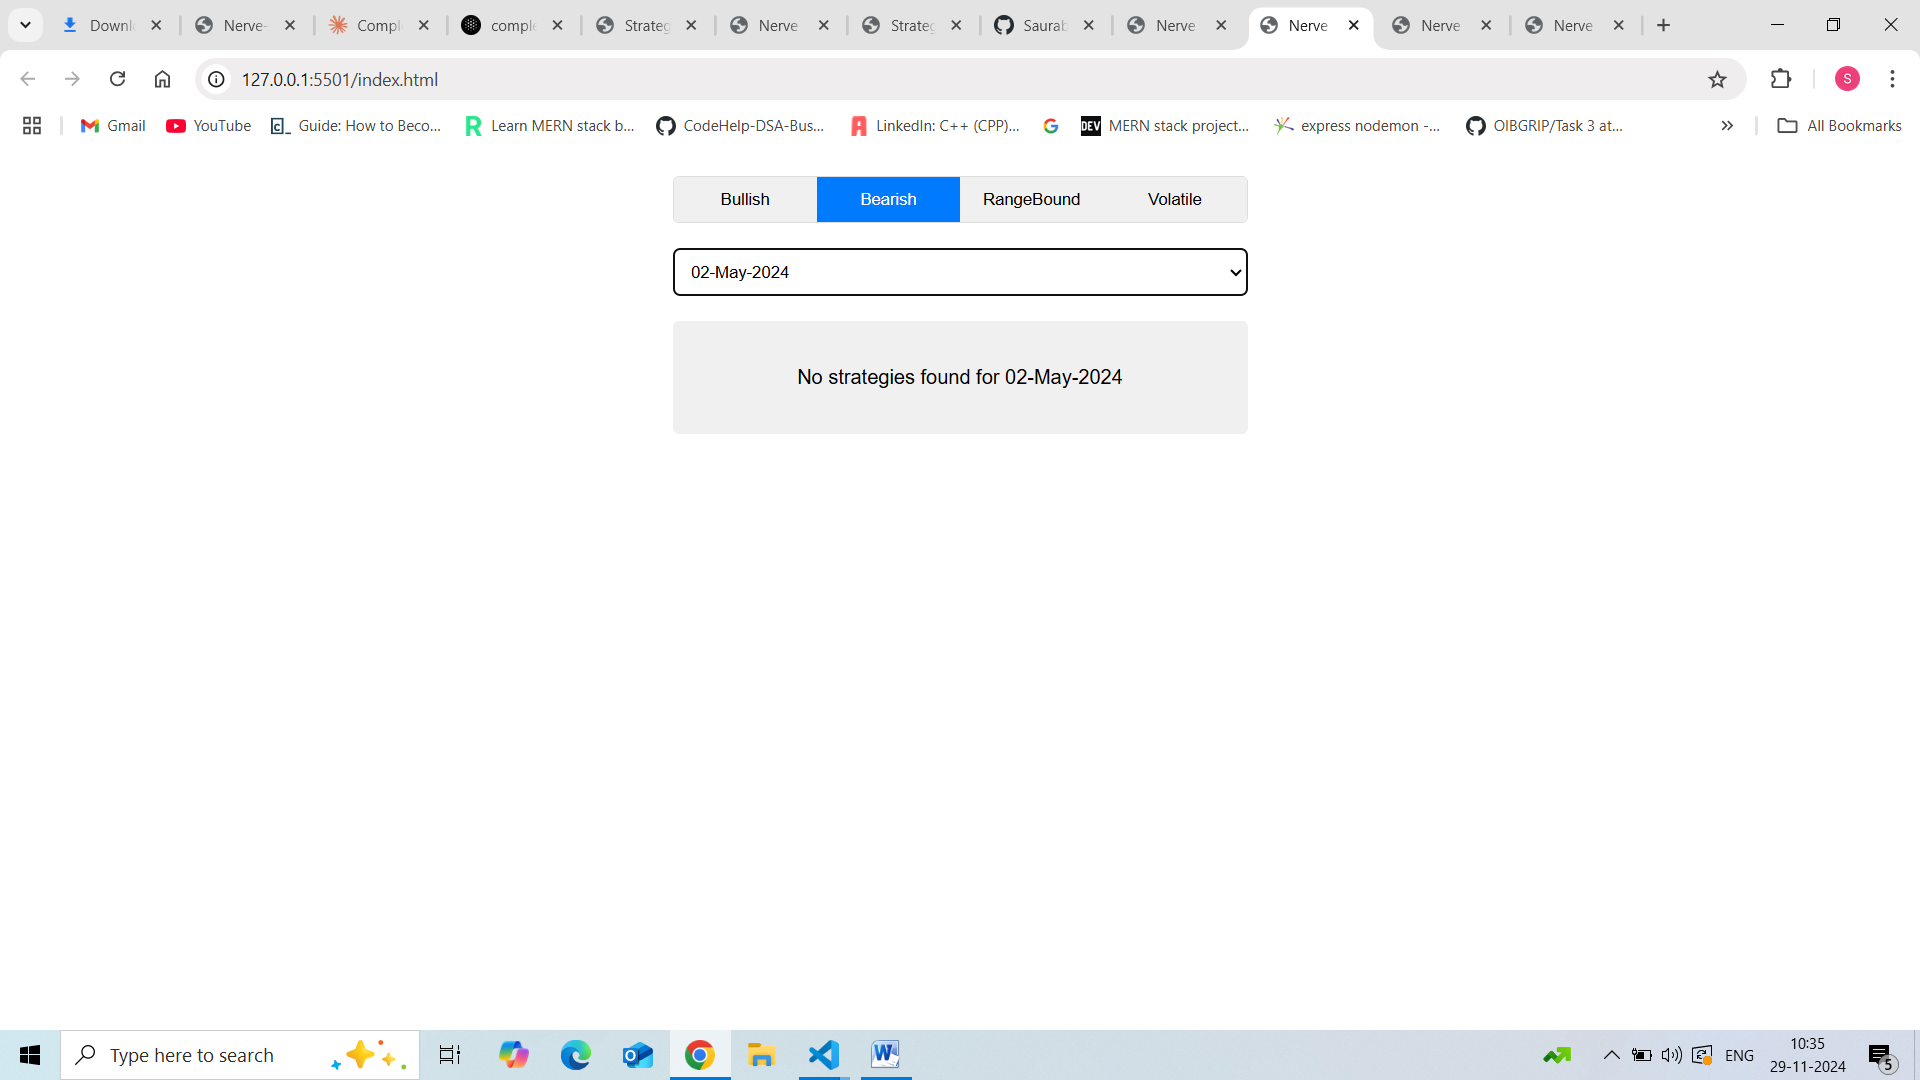 Downl Nerve- Compl comple Strateg Nerve Strateg Saurab Nerve Nerve Nerve Nerve
127.0.0.1:5501/index.html S
Gmail YouTube Guide: How to Beco... Learn MERN stack b... CodeHelp-DSA-Bus... LinkedIn: C++ (CPP)... DEV MERN stack project... express nodemon -... OIBGRIP/Task 3 at... » All Bookmarks
Bullish Bearish RangeBound Volatile
02-May-2024
No strategies found for 02-May-2024
Type here to search ENG 10:35
29-11-2024 5